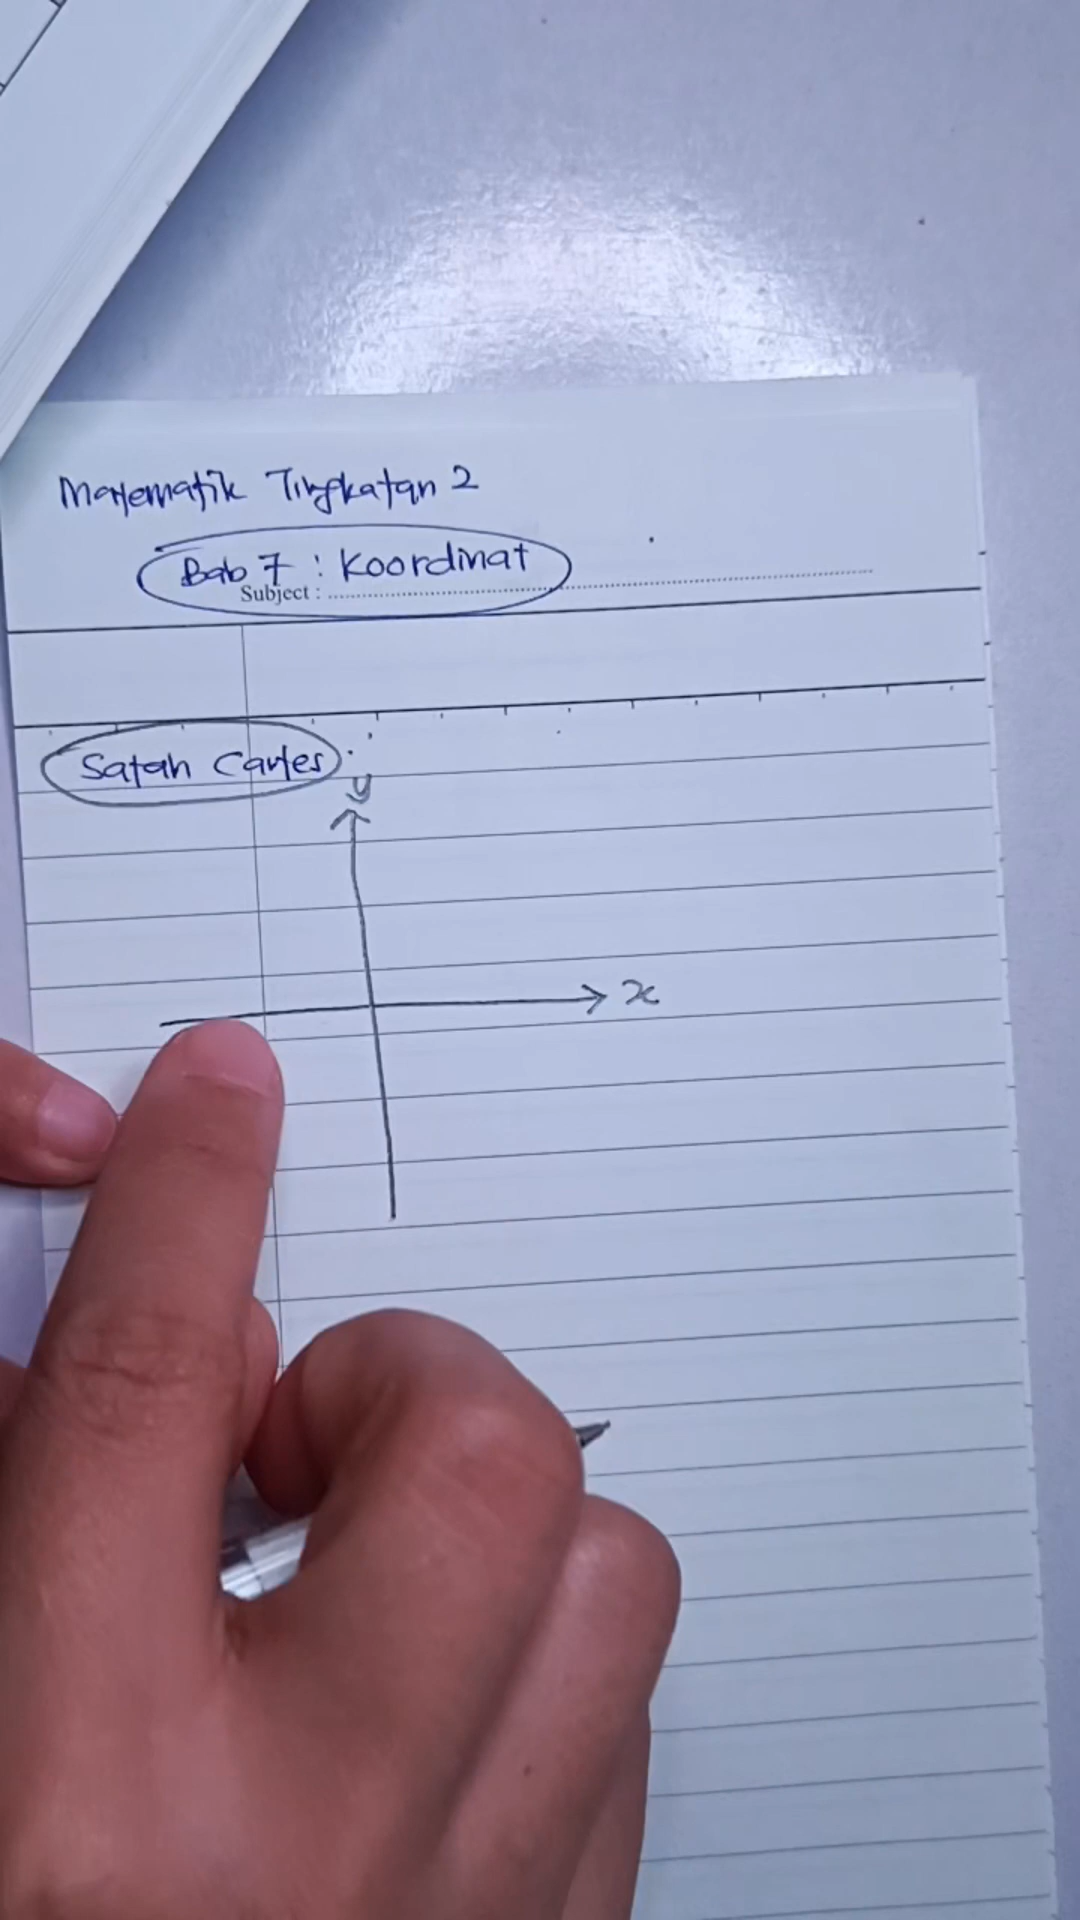 Matematik Tingkatan 2
Bab 7 : Koordinat
Subject :
Satah Cartes
y
x